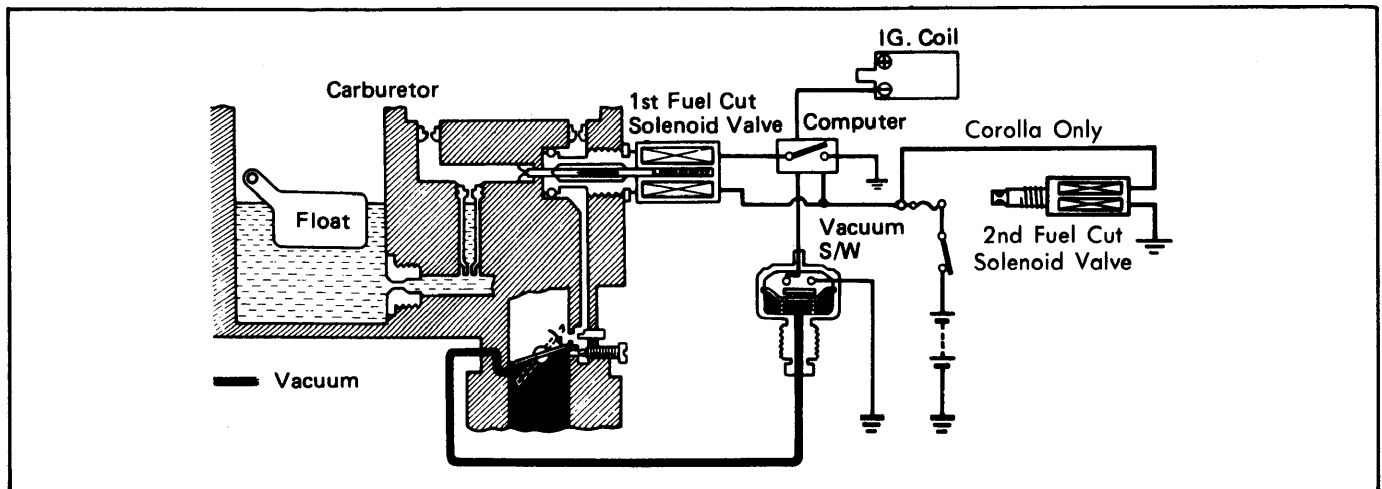 IG. Coil
⊕
⊖
Carburetor
1st Fuel Cut
Solenoid Valve
Computer
Corolla Only
Float
Vacuum
S/W
2nd Fuel Cut
Solenoid Valve
Vacuum